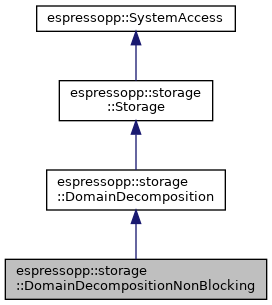 espressopp::SystemAccess
espressopp::storage
::Storage
espressopp::storage
::DomainDecomposition
espressopp::storage
::DomainDecompositionNonBlocking